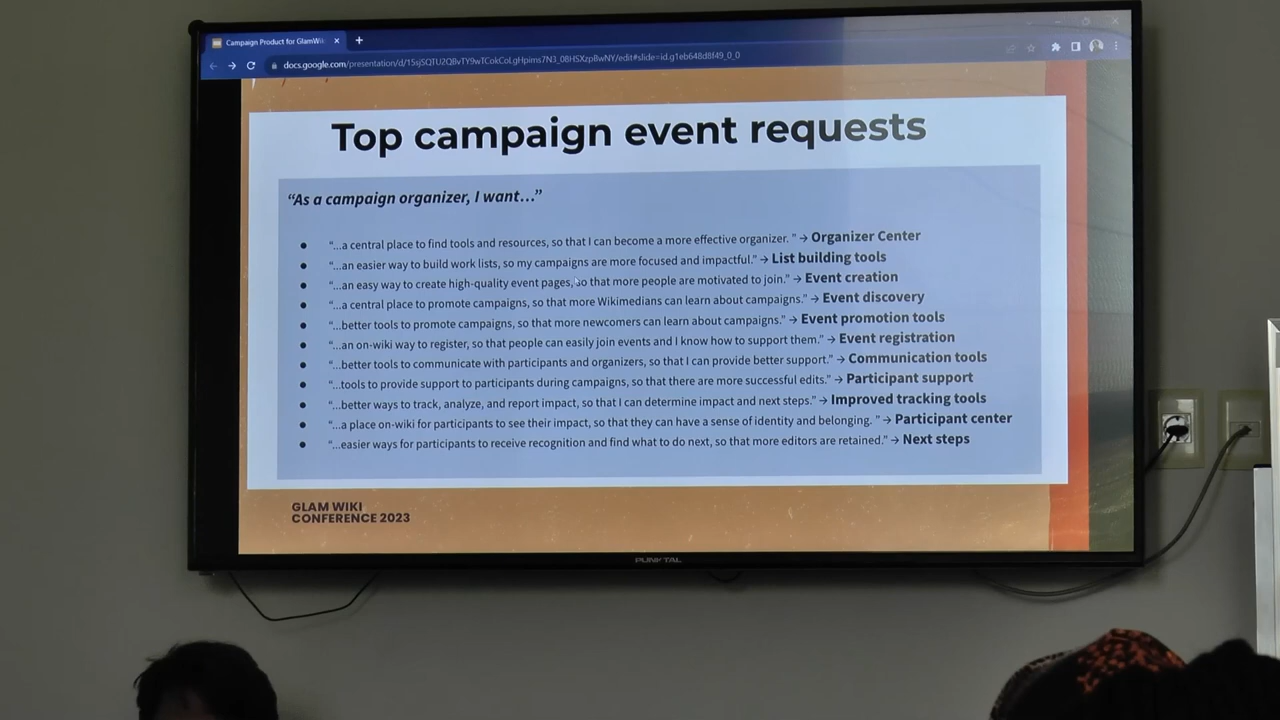 Campaign Product for GlamWi
Top campaign event requests
“As a campaign organizer, I want…”
“…a central place to find tools and resources, so that I can become a more effective organizer. ” → Organizer Center
“…an easier way to build work lists, so my campaigns are more focused and impactful.” → List building tools
“…an easy way to create high-quality event pages, so that more people are motivated to join.” → Event creation
“…a central place to promote campaigns, so that more Wikimedians can learn about campaigns.” → Event discovery
“…better tools to promote campaigns, so that more newcomers can learn about campaigns.” → Event promotion tools
“…an on-wiki way to register, so that people can easily join events and I know how to support them.” → Event registration
“…better tools to communicate with participants and organizers, so that I can provide better support.” → Communication tools
“…tools to provide support to participants during campaigns, so that there are more successful edits.” → Participant support
“…better ways to track, analyze, and report impact, so that I can determine impact and next steps.” → Improved tracking tools
“…a place on-wiki for participants to see their impact, so that they can have a sense of identity and belonging. ” → Participant center
“…easier ways for participants to receive recognition and find what to do next, so that more editors are retained.” → Next steps
GLAM WIKI
CONFERENCE 2023
PUNKTAL